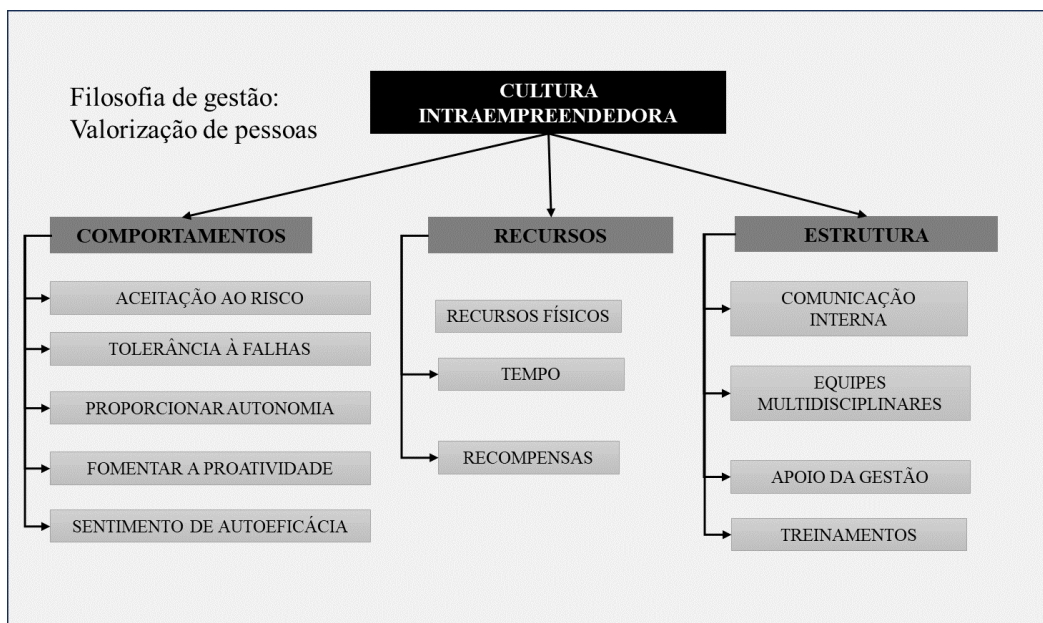 Filosofia de gestão:
Valorização de pessoas
CULTURA
INTRAEMPREENDEDORA
COMPORTAMENTOS
ACEITAÇÃO AO RISCO
TOLERÂNCIA À FALHAS
PROPORCIONAR AUTONOMIA
FOMENTAR A PROATIVIDADE
SENTIMENTO DE AUTOEFICÁCIA
RECURSOS
RECURSOS FÍSICOS
TEMPO
RECOMPENSAS
ESTRUTURA
COMUNICAÇÃO
INTERNA
EQUIPES
MULTIDISCIPLINARES
APOIO DA GESTÃO
TREINAMENTOS